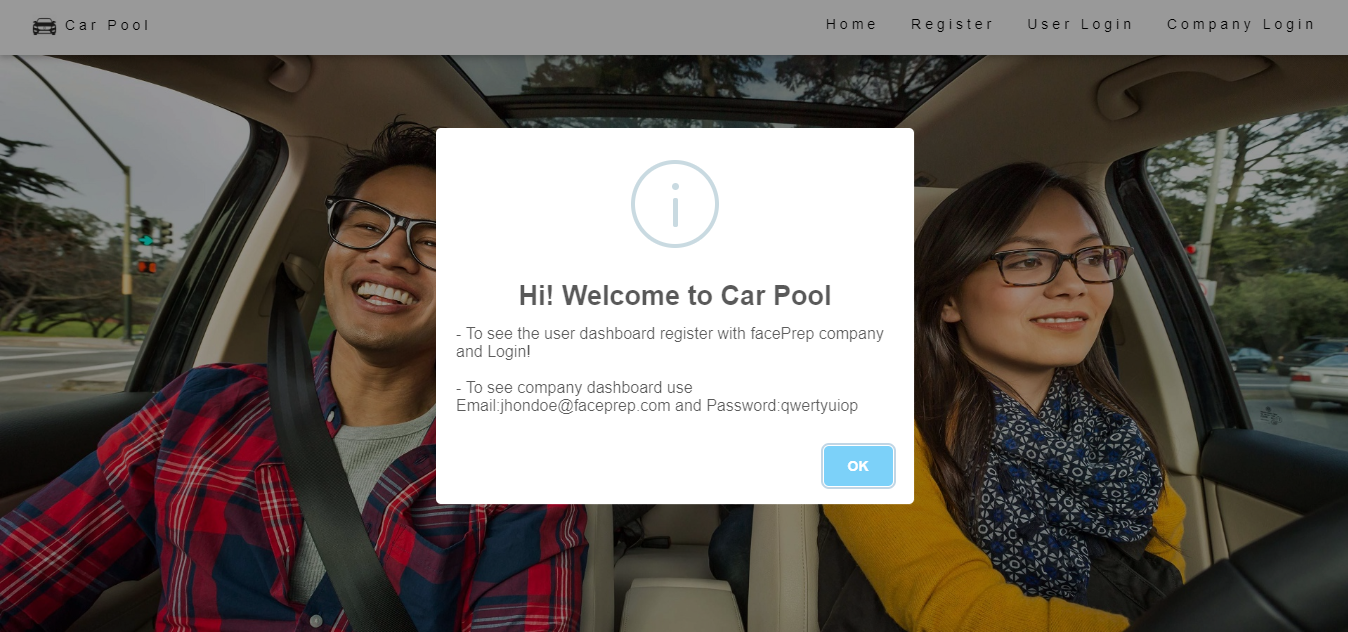 Car Pool
Home Register User Login Company Login
Hi! Welcome to Car Pool
- To see the user dashboard register with facePrep company
and Login!
- To see company dashboard use
Email:jhondoe@faceprep.com and Password:qwertyuiop
OK